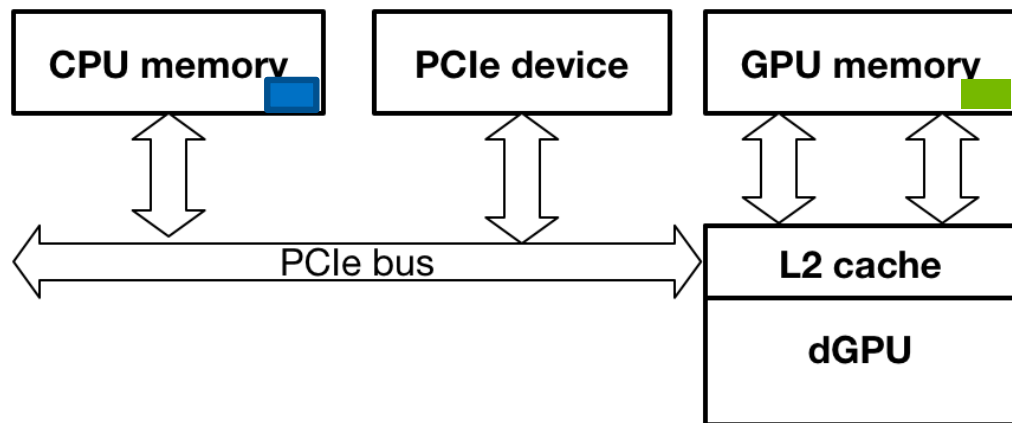 CPU memory
PCIe device
GPU memory
PCIe bus
L2 cache
dGPU